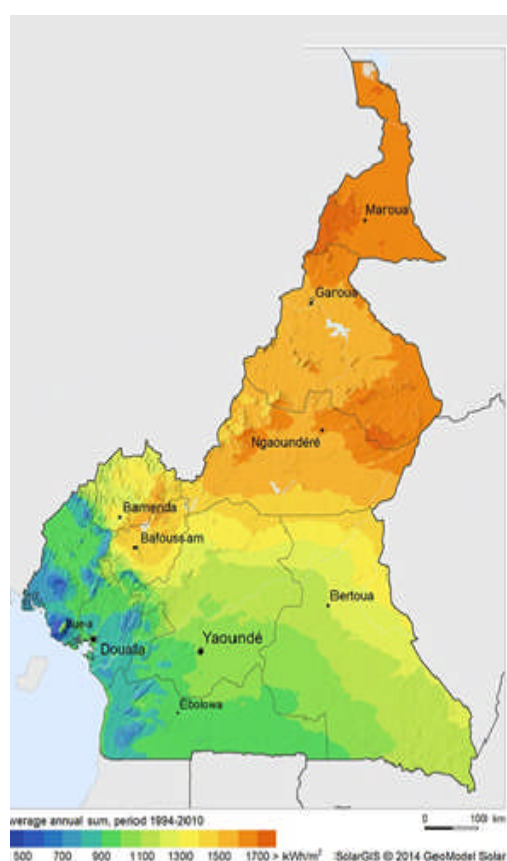 Maroua
Garoua
Ngaoundéré
Bamenda
Bafoussam
Bertoua
Yaoundé
Douala
Ebolowa
verage annual sum, period 1994-2010
0 100 km
500 700 900 1100 1300 1500 1700 > kWh/m²
SolarGIS © 2014 GeoModel Solar